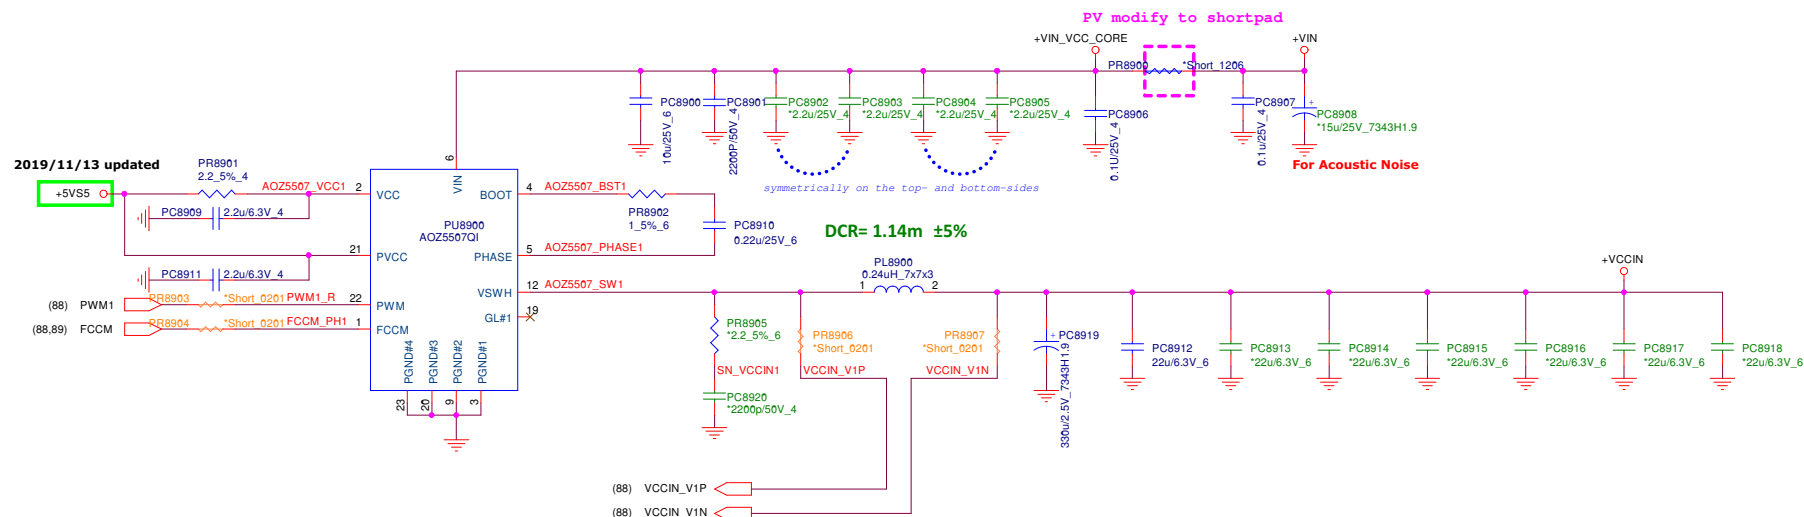 PV modify to shortpad
+VIN_VCC_CORE
+VIN
PR8900
*Short_1206
PC8900
10u/25V_6
PC8901
2200P/50V_4
PC8902
*2.2u/25V_4
PC8903
*2.2u/25V_4
PC8904
*2.2u/25V_4
PC8905
*2.2u/25V_4
PC8906
0.1U/25V_4
PC8907
0.1u/25V_4
PC8908
*15u/25V_7343H1.9
For Acoustic Noise
symmetrically on the top- and bottom-sides
2019/11/13 updated
+5VS5
PR8901
2.2_5%_4
AOZ5507_VCC1
PC8909
2.2u/6.3V_4
PC8911
2.2u/6.3V_4
(88) PWM1
PR8903
*Short_0201
PWM1_R
(88,89) FCCM
PR8904
*Short_0201
FCCM_PH1
2
21
22
1
6
VIN
VCC
PVCC
PWM
FCCM
PU8900
AOZ5507QI
BOOT
PHASE
VSWH
GL#1
PGND#4
PGND#3
PGND#2
PGND#1
23
20
9
3
4
5
12
19
AOZ5507_BST1
PR8902
1_5%_6
PC8910
0.22u/25V_6
AOZ5507_PHASE1
AOZ5507_SW1
DCR= 1.14m ±5%
PL8900
0.24uH_7x7x3
1
2
+VCCIN
PR8905
*2.2_5%_6
SN_VCCIN1
PC8920
*2200p/50V_4
PR8906
*Short_0201
VCCIN_V1P
PR8907
*Short_0201
VCCIN_V1N
PC8919
330u/2.5V_7343H1.9
PC8912
22u/6.3V_6
PC8913
*22u/6.3V_6
PC8914
*22u/6.3V_6
PC8915
*22u/6.3V_6
PC8916
*22u/6.3V_6
PC8917
*22u/6.3V_6
PC8918
*22u/6.3V_6
(88) VCCIN_V1P
(88) VCCIN_V1N